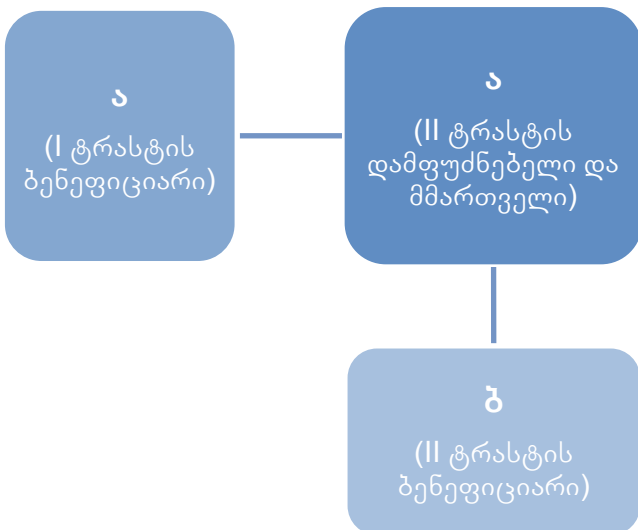 ა
(I ტრასტის
ბენეფიციარი)
ა
(II ტრასტის
დამფუძნებელი და
მმართველი)
ბ
(II ტრასტის
ბენეფიციარი)